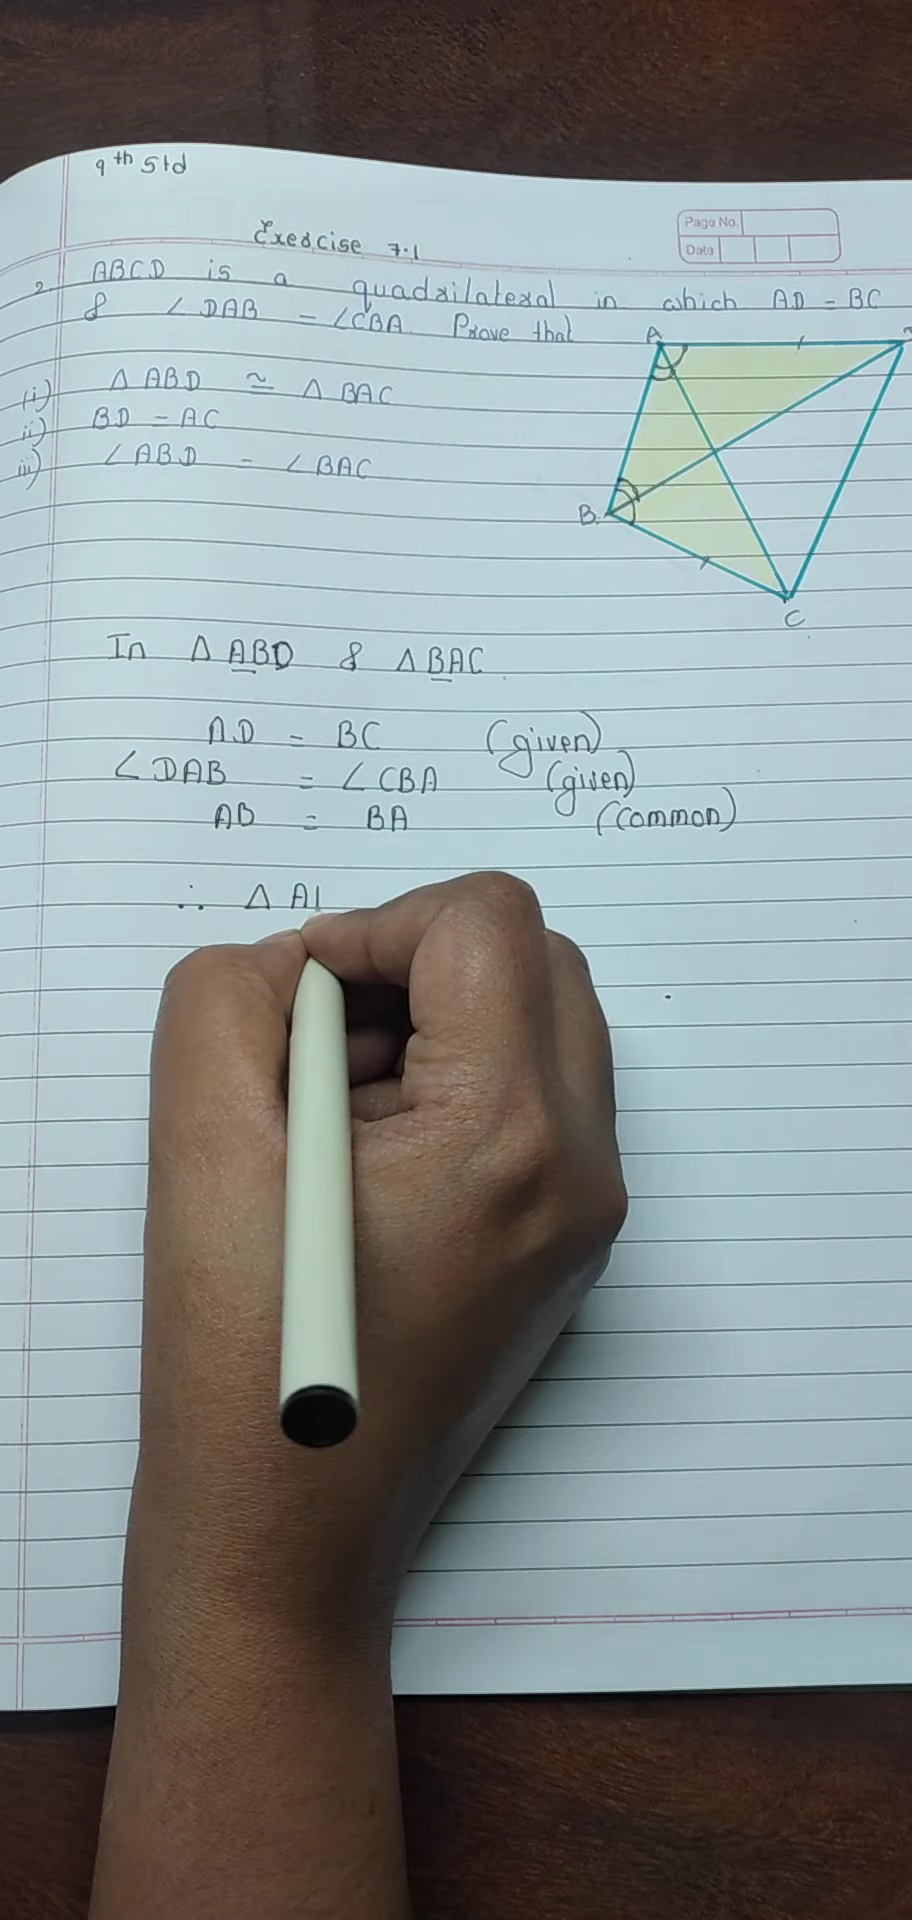 9th Std
Exercise 7.1
Page No.
Date
2. ABCD is a quadrilateral in which AD = BC
& ∠DAB = ∠CBA. Prove that
(i) Δ ABD ≅ Δ BAC
ii) BD = AC
iii) ∠ABD = ∠BAC
A
B
C
In Δ ABD & Δ BAC
AD = BC (given)
∠DAB = ∠CBA (given)
AB = BA (common)
∴ Δ A